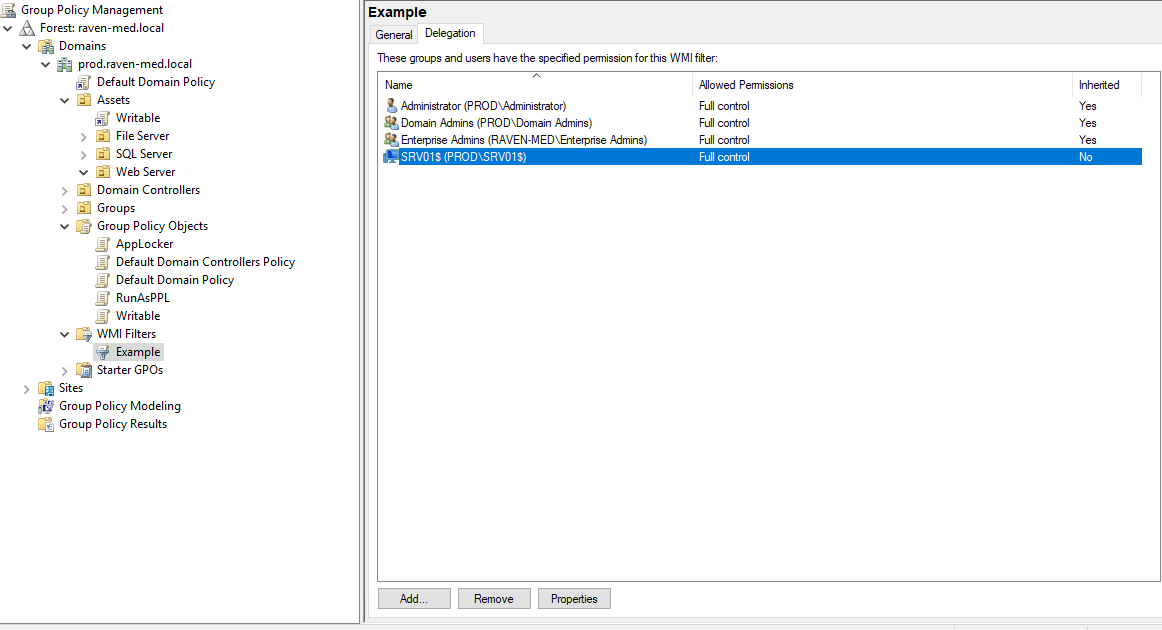 Group Policy Management
Forest: raven-med.local
Domains
prod.raven-med.local
Default Domain Policy
Assets
Writable
File Server
SQL Server
Web Server
Domain Controllers
Groups
Group Policy Objects
AppLocker
Default Domain Controllers Policy
Default Domain Policy
RunAsPPL
Writable
WMI Filters
Example
Starter GPOs
Sites
Group Policy Modeling
Group Policy Results
Example
General Delegation
These groups and users have the specified permission for this WMI filter:
Name Allowed Permissions Inherited
Administrator (PROD\Administrator) Full control Yes
Domain Admins (PROD\Domain Admins) Full control Yes
Enterprise Admins (RAVEN-MED\Enterprise Admins) Full control Yes
SRV01$ (PROD\SRV01$) Full control No
Add... Remove Properties